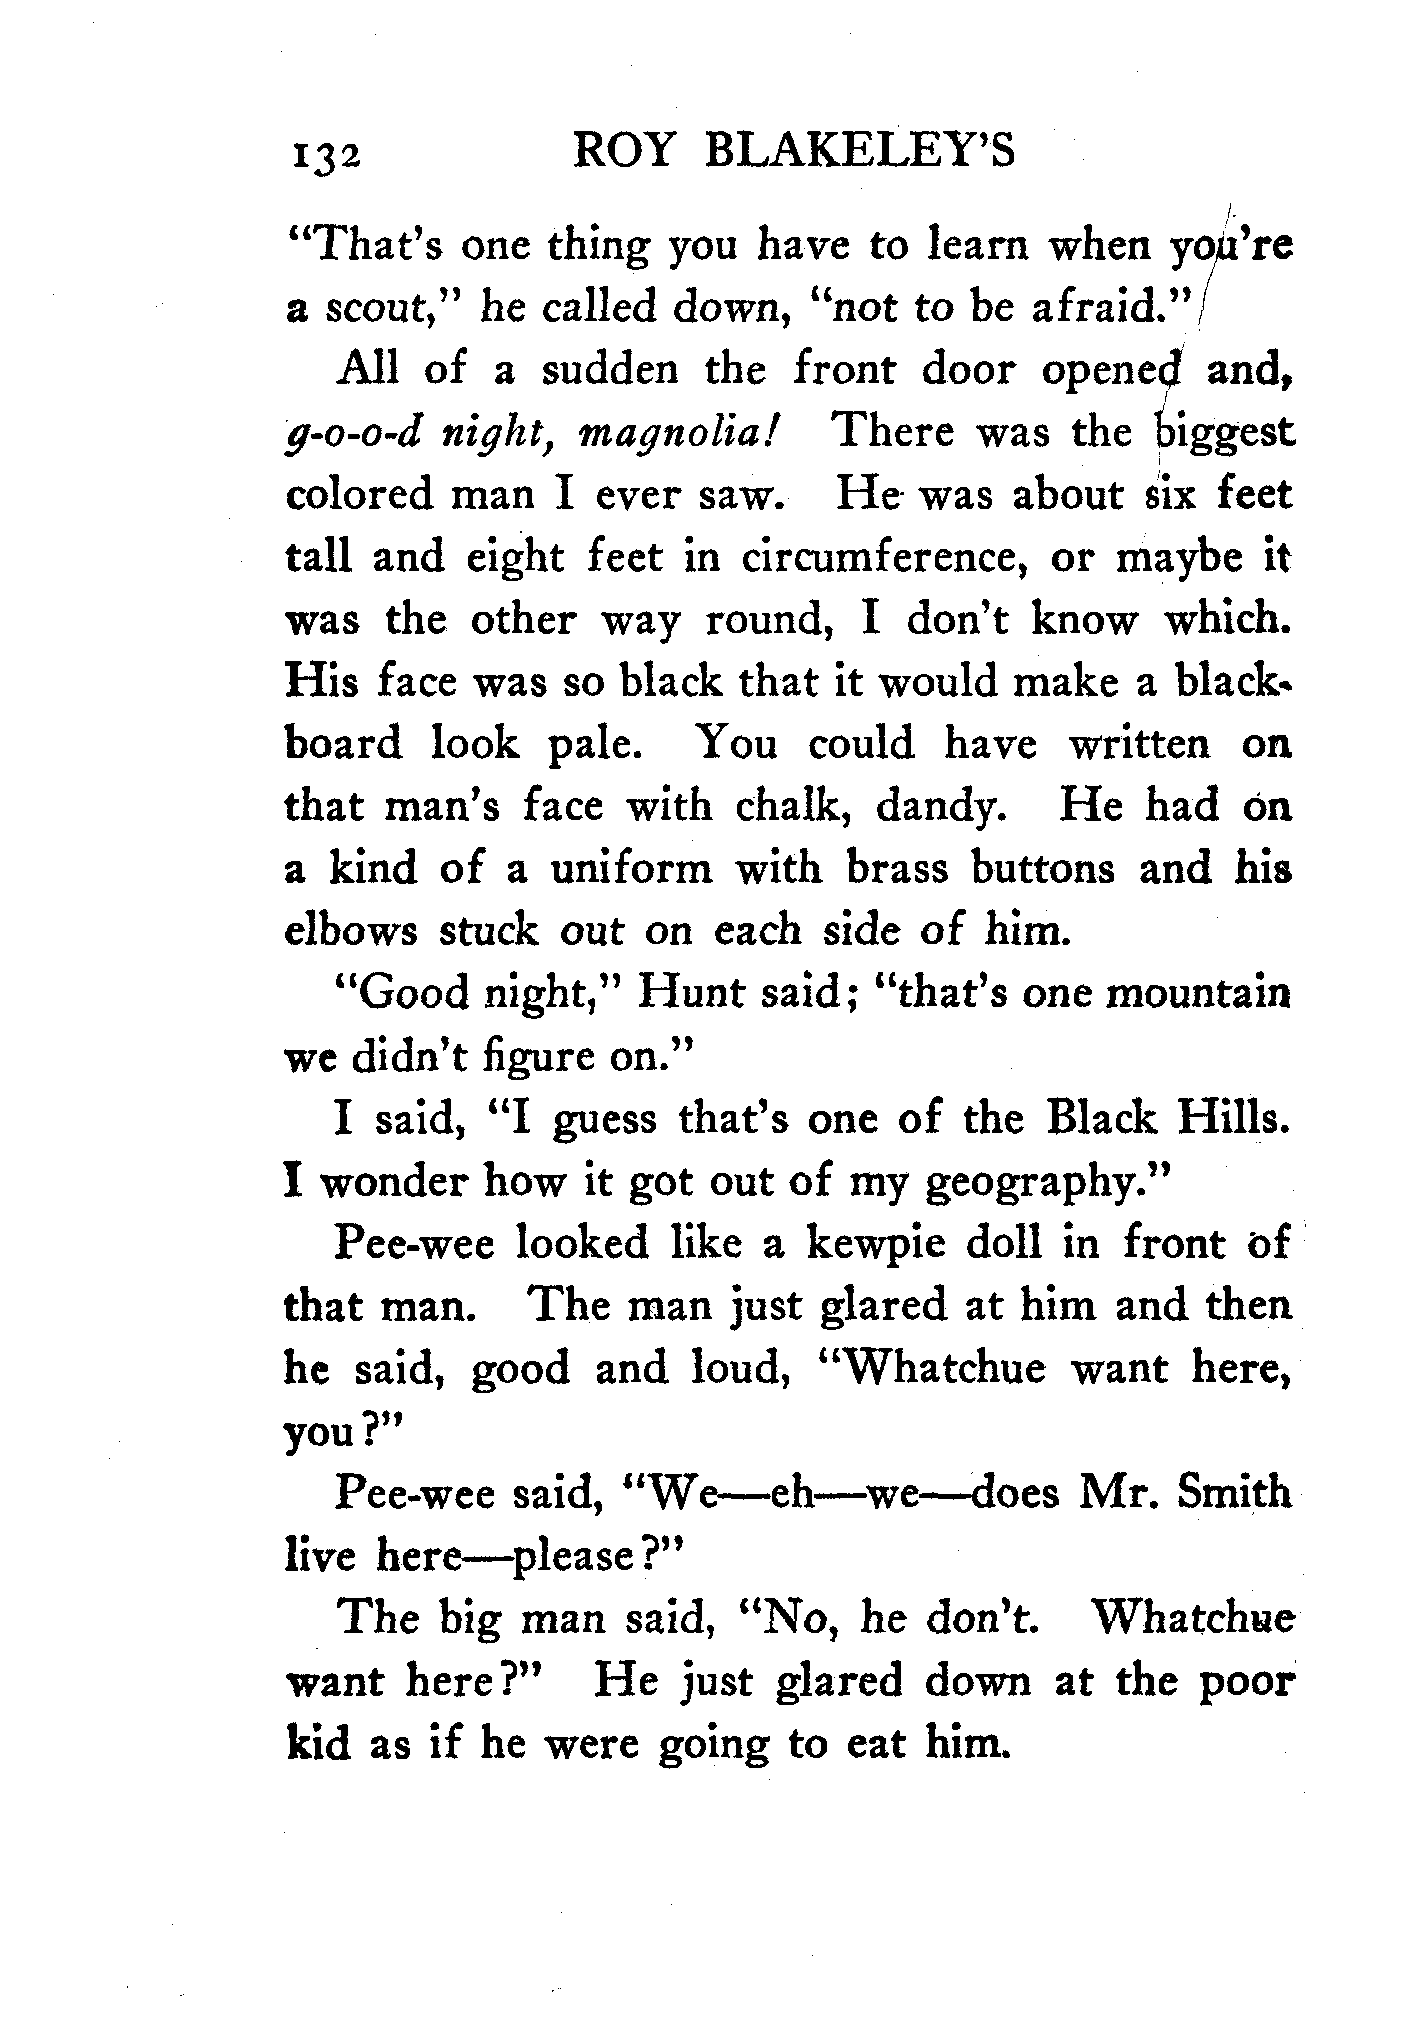 132 ROY BLAKELEY'S
"That's one thing you have to learn when you're
a scout," he called down, "not to be afraid."
All of a sudden the front door opened and,
g-o-o-d night, magnolia! There was the biggest
colored man I ever saw. He was about six feet
tall and eight feet in circumference, or maybe it
was the other way round, I don't know which.
His face was so black that it would make a black-
board look pale. You could have written on
that man's face with chalk, dandy. He had on
a kind of a uniform with brass buttons and his
elbows stuck out on each side of him.
"Good night," Hunt said; "that's one mountain
we didn't figure on."
I said, "I guess that's one of the Black Hills.
I wonder how it got out of my geography."
Pee-wee looked like a kewpie doll in front of
that man. The man just glared at him and then
he said, good and loud, "Whatchue want here,
you?"
Pee-wee said, "We—eh—we—does Mr. Smith
live here—please?"
The big man said, "No, he don't. Whatchue
want here?" He just glared down at the poor
kid as if he were going to eat him.